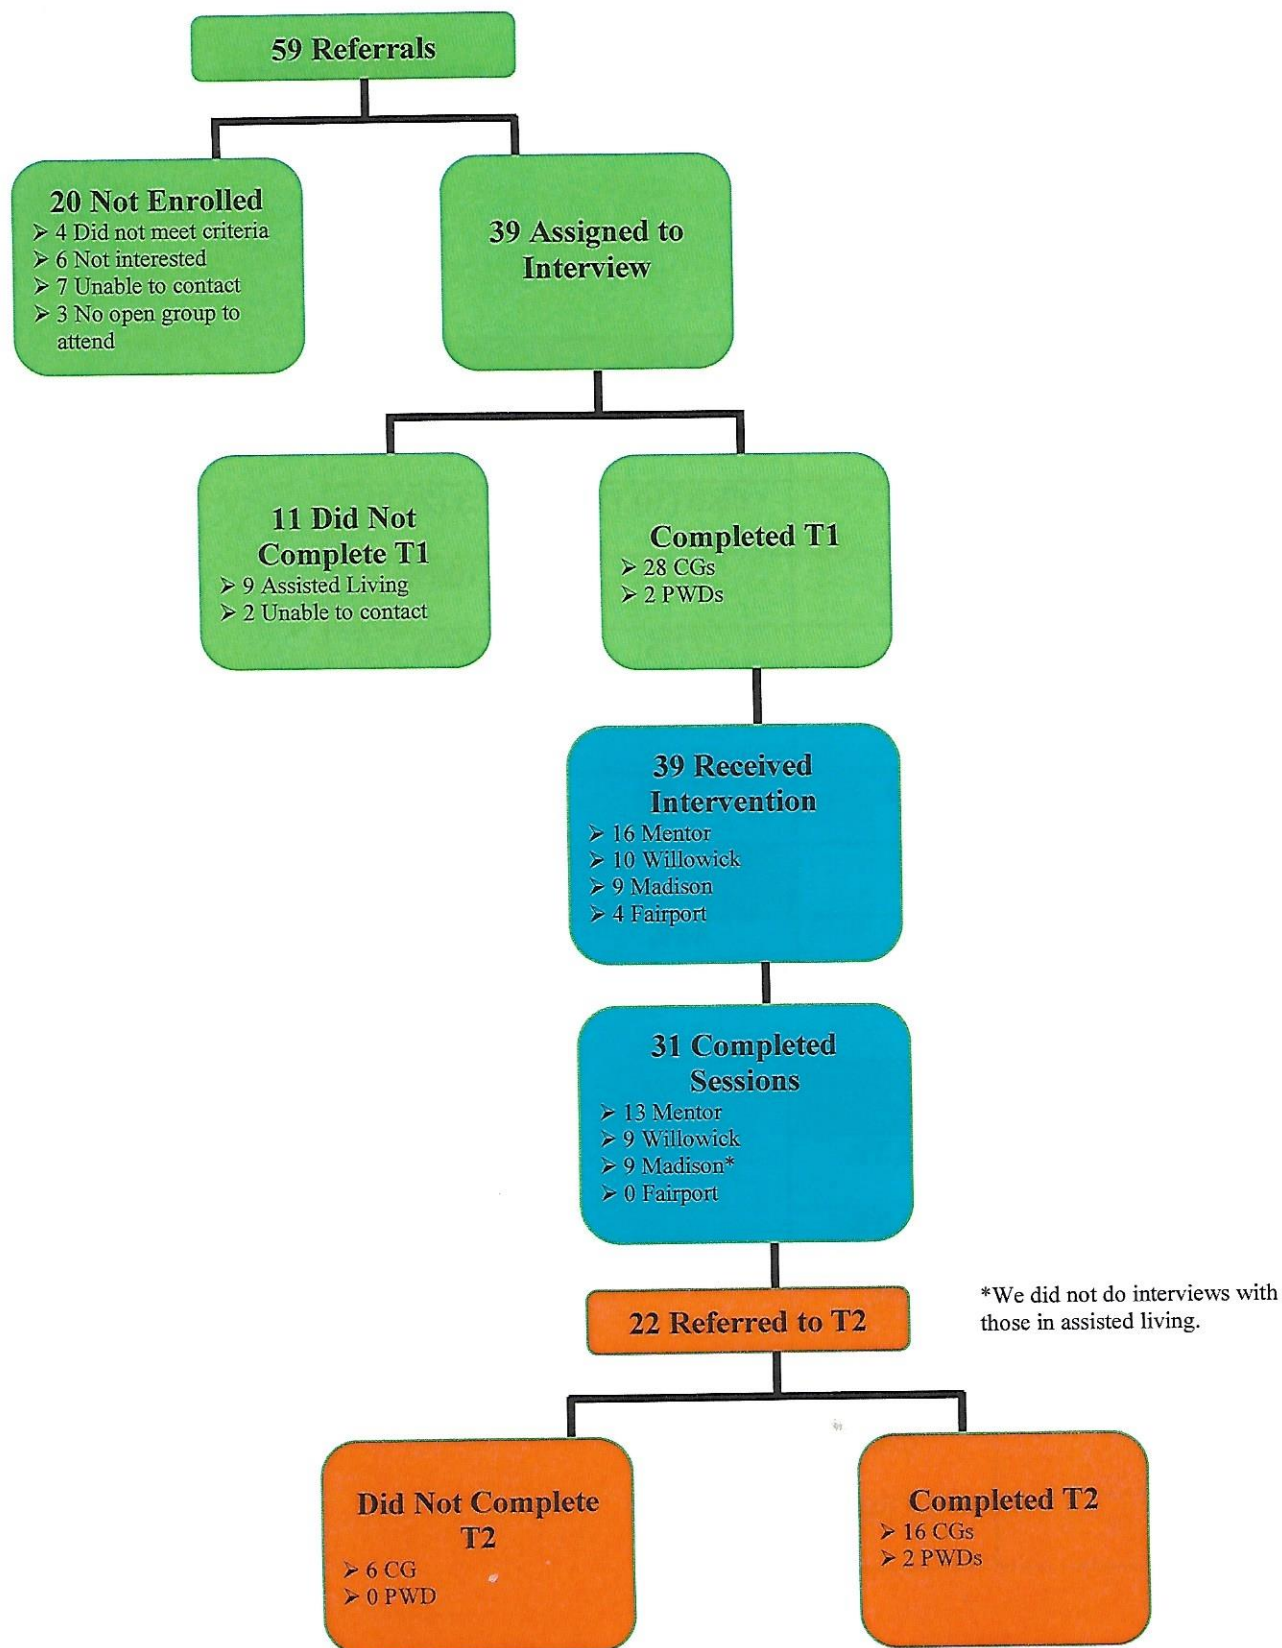 59 Referrals
20 Not Enrolled
➢ 4 Did not meet criteria
➢ 6 Not interested
➢ 7 Unable to contact
➢ 3 No open group to
attend
39 Assigned to
Interview
11 Did Not
Complete T1
➢ 9 Assisted Living
➢ 2 Unable to contact
Completed T1
➢ 28 CGs
➢ 2 PWDs
39 Received
Intervention
➢ 16 Mentor
➢ 10 Willowick
➢ 9 Madison
➢ 4 Fairport
31 Completed
Sessions
➢ 13 Mentor
➢ 9 Willowick
➢ 9 Madison*
➢ 0 Fairport
22 Referred to T2
*We did not do interviews with
those in assisted living.
Did Not Complete
T2
➢ 6 CG
➢ 0 PWD
Completed T2
➢ 16 CGs
➢ 2 PWDs